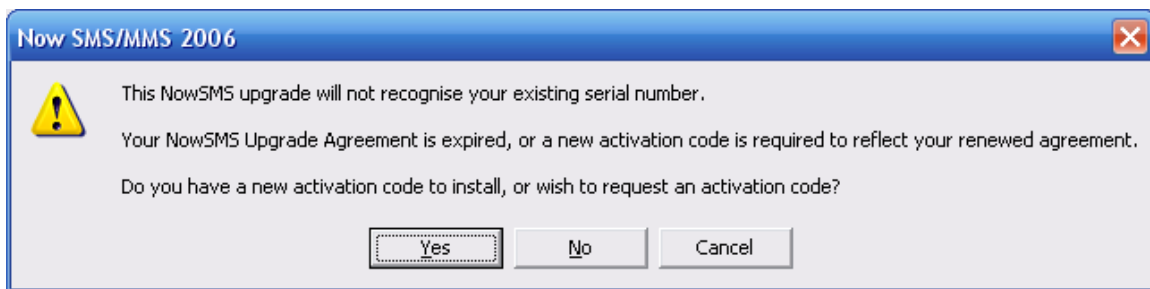 Now SMS/MMS 2006
This NowSMS upgrade will not recognise your existing serial number.
Your NowSMS Upgrade Agreement is expired, or a new activation code is required to reflect your renewed agreement.
Do you have a new activation code to install, or wish to request an activation code?
Yes No Cancel